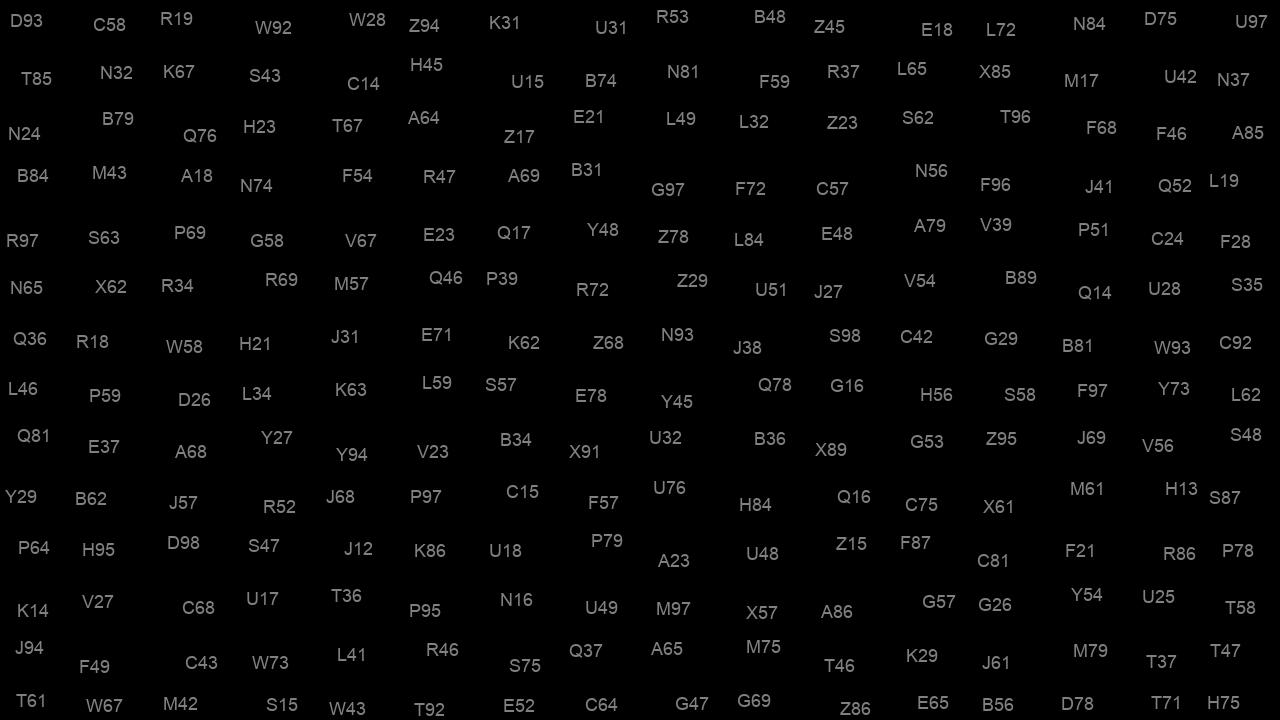 D93 C58 R19 W92 W28 Z94 K31 U31 R53 B48 Z45 E18 L72 N84 D75 U97
T85 N32 K67 S43 C14 H45 U15 B74 N81 F59 R37 L65 X85 M17 U42 N37
N24 B79 Q76 H23 T67 A64 Z17 E21 L49 L32 Z23 S62 T96 F68 F46 A85
B84 M43 A18 N74 F54 R47 A69 B31 G97 F72 C57 N56 F96 J41 Q52 L19
R97 S63 P69 G58 V67 E23 Q17 Y48 Z78 L84 E48 A79 V39 P51 C24 F28
N65 X62 R34 R69 M57 Q46 P39 R72 Z29 U51 J27 V54 B89 Q14 U28 S35
Q36 R18 W58 H21 J31 E71 K62 Z68 N93 J38 S98 C42 G29 B81 W93 C92
L46 P59 D26 L34 K63 L59 S57 E78 Y45 Q78 G16 H56 S58 F97 Y73 L62
Q81 E37 A68 Y27 Y94 V23 B34 X91 U32 B36 X89 G53 Z95 J69 V56 S48
Y29 B62 J57 R52 J68 P97 C15 F57 U76 H84 Q16 C75 X61 M61 H13 S87
P64 H95 D98 S47 J12 K86 U18 P79 A23 U48 Z15 F87 C81 F21 R86 P78
K14 V27 C68 U17 T36 P95 N16 U49 M97 X57 A86 G57 G26 Y54 U25 T58
J94 F49 C43 W73 L41 R46 S75 Q37 A65 M75 T46 K29 J61 M79 T37 T47
T61 W67 M42 S15 W43 T92 E52 C64 G47 G69 Z86 E65 B56 D78 T71 H75